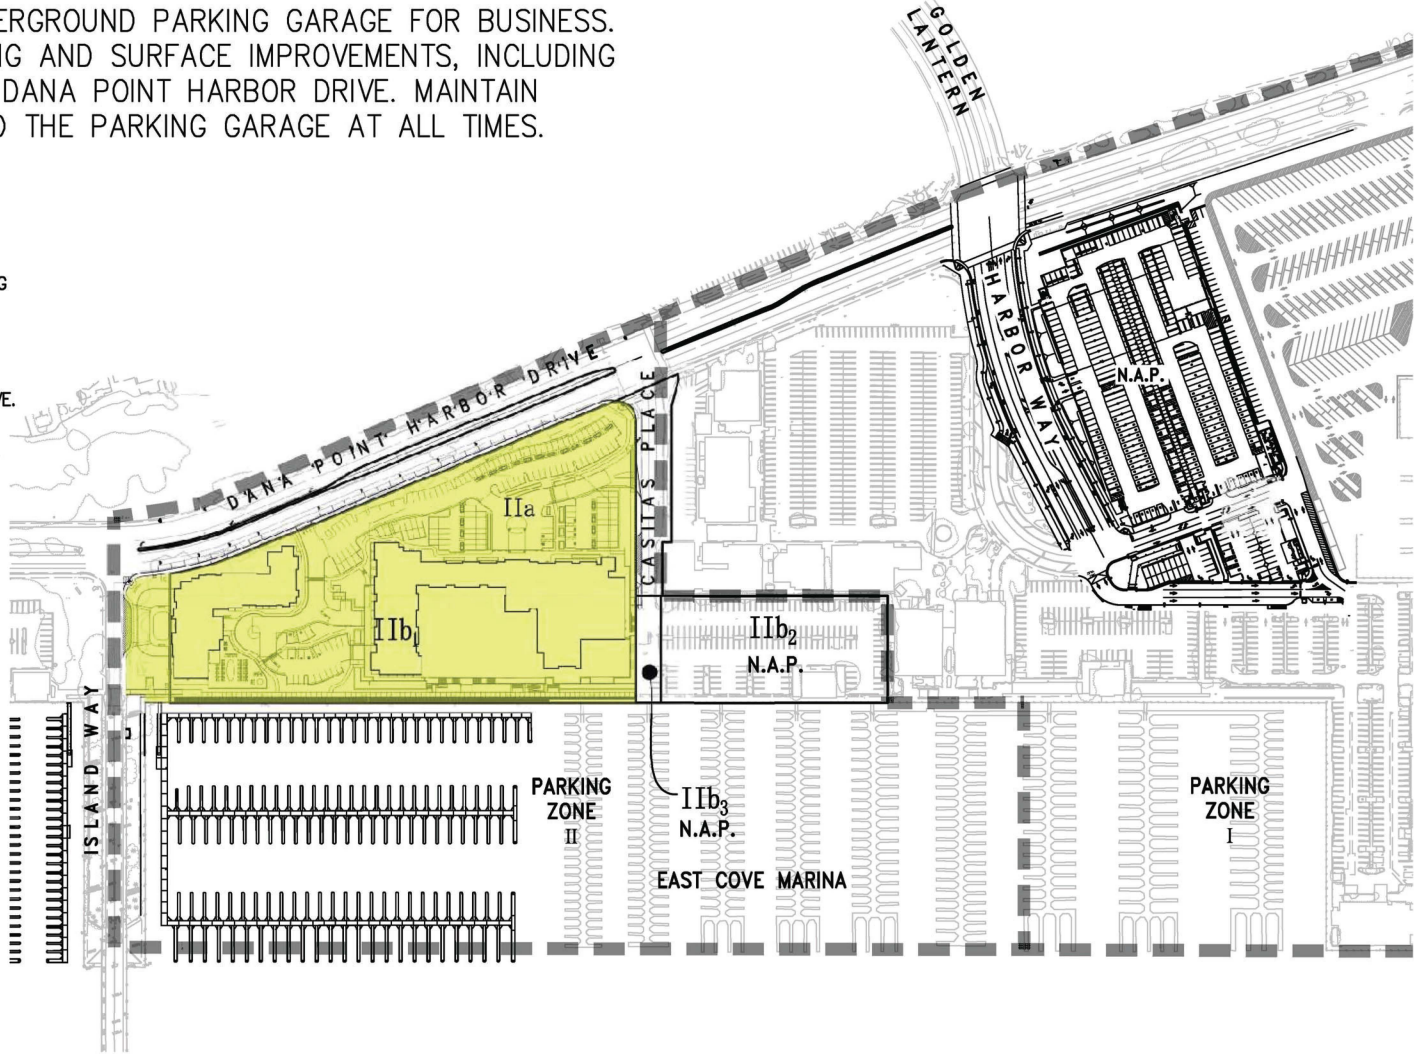 ERGROUND PARKING GARAGE FOR BUSINESS.
NG AND SURFACE IMPROVEMENTS, INCLUDING
DANA POINT HARBOR DRIVE. MAINTAIN
O THE PARKING GARAGE AT ALL TIMES.
GOLDEN
LANTERN
G
VE.
HARBOR WAY
N.A.P.
DANA POINT HARBOR DRIVE
CASITAS PLACE
IIa
IIb1
IIb2
N.A.P.
ISLAND WAY
PARKING
ZONE
II
IIb3
N.A.P.
PARKING
ZONE
I
EAST COVE MARINA